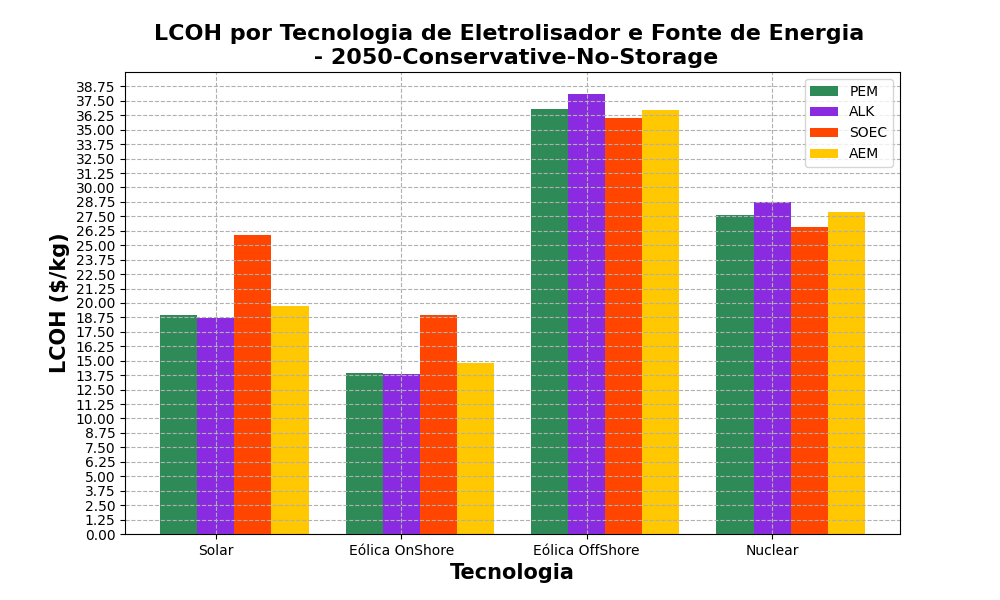 LCOH por Tecnologia de Eletrolisador e Fonte de Energia
- 2050-Conservative-No-Storage
LCOH ($/kg)
38.75
37.50
36.25
35.00
33.75
32.50
31.25
30.00
28.75
27.50
26.25
25.00
23.75
22.50
21.25
20.00
18.75
17.50
16.25
15.00
13.75
12.50
11.25
10.00
8.75
7.50
6.25
5.00
3.75
2.50
1.25
0.00
PEM
ALK
SOEC
AEM
Solar
Eólica OnShore
Eólica OffShore
Nuclear
Tecnologia